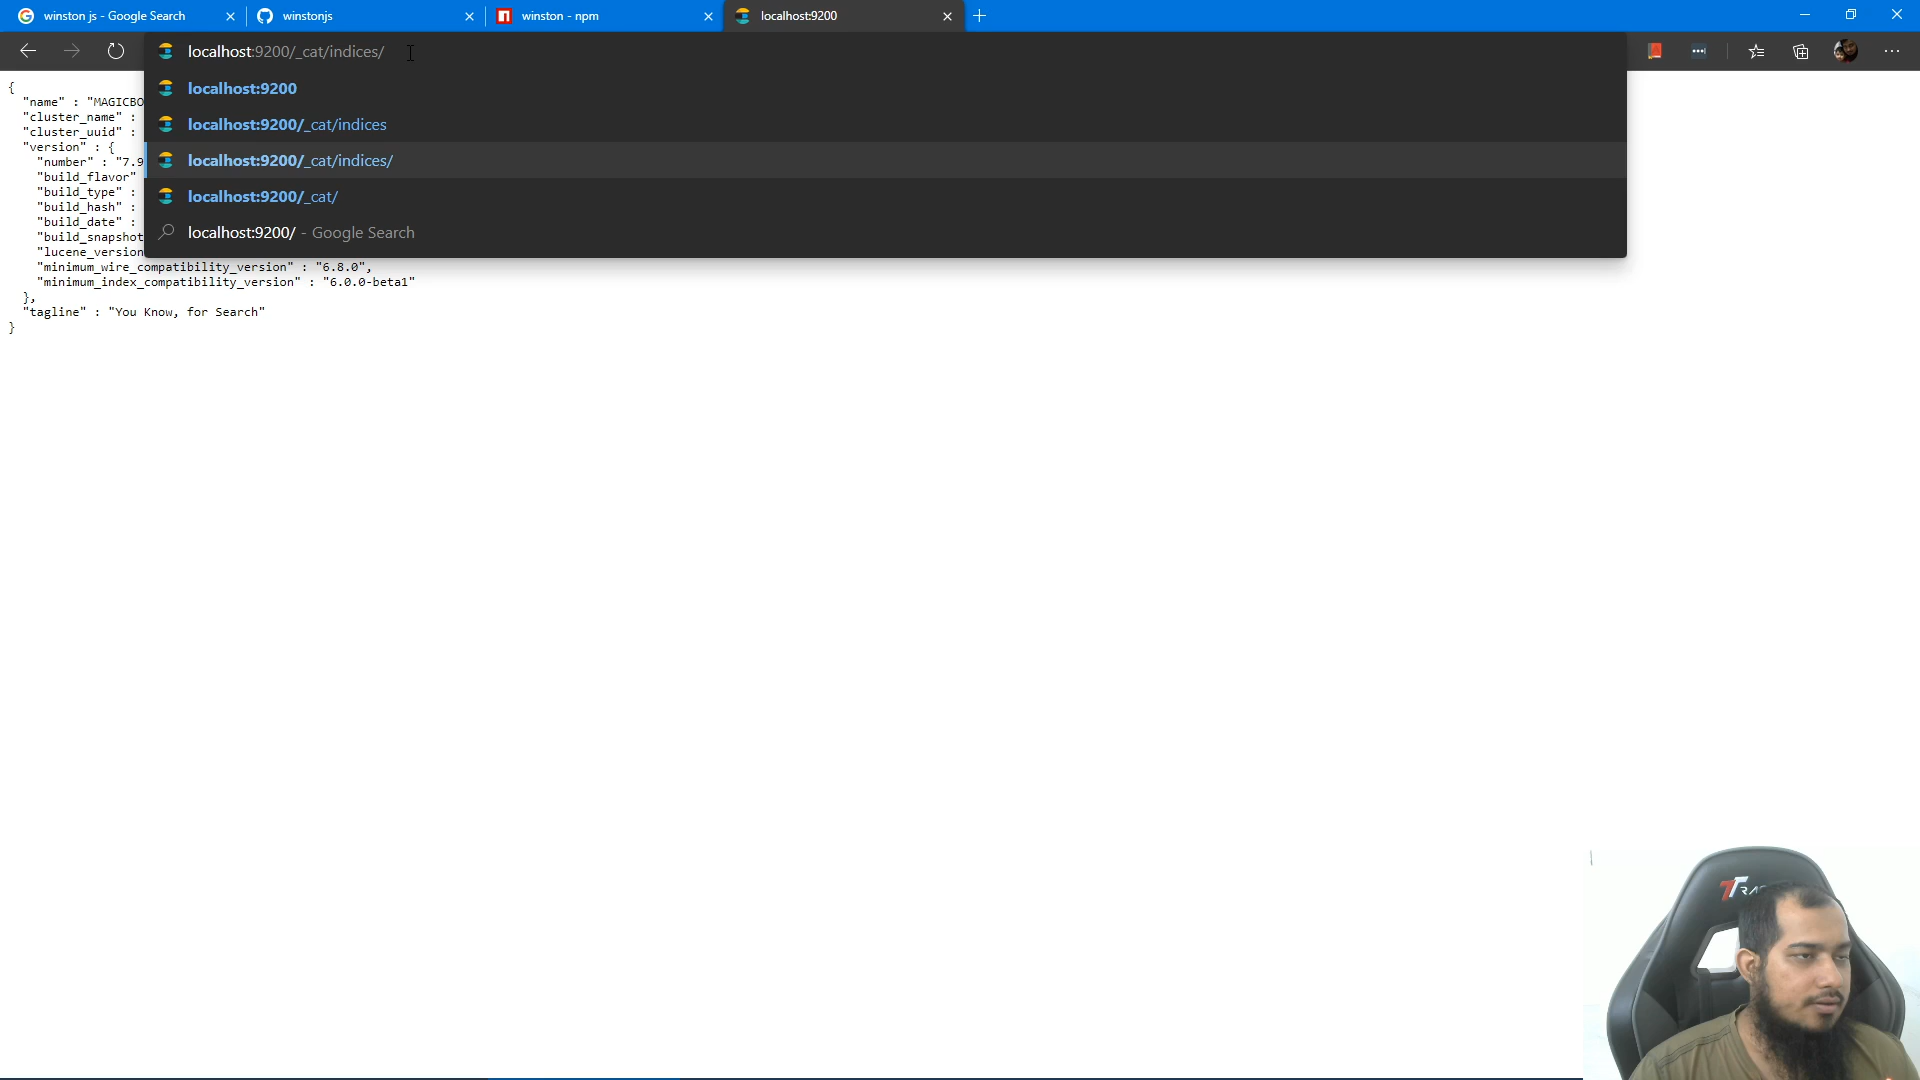 winston js - Google Search
winstonjs
winston - npm
localhost:9200
localhost:9200/_cat/indices/
localhost:9200
localhost:9200/_cat/indices
localhost:9200/_cat/indices/
localhost:9200/_cat/
localhost:9200/ - Google Search
{
"name" : "MAGICBO
"cluster_name" :
"cluster_uuid" :
"version" : {
"number" : "7.9
"build_flavor"
"build_type" :
"build_hash" :
"build_date" :
"build_snapshot
"lucene_version
"minimum_wire_compatibility_version" : "6.8.0",
"minimum_index_compatibility_version" : "6.0.0-beta1"
},
"tagline" : "You Know, for Search"
}